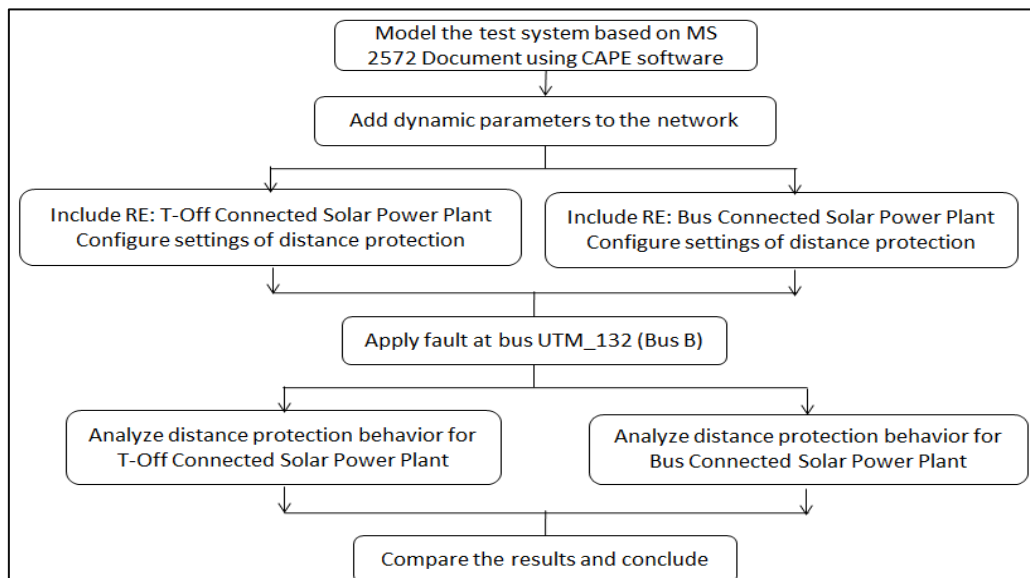 Model the test system based on MS
2572 Document using CAPE software
Add dynamic parameters to the network
Include RE: T-Off Connected Solar Power Plant
Configure settings of distance protection
Include RE: Bus Connected Solar Power Plant
Configure settings of distance protection
Apply fault at bus UTM_132 (Bus B)
Analyze distance protection behavior for
T-Off Connected Solar Power Plant
Analyze distance protection behavior for
Bus Connected Solar Power Plant
Compare the results and conclude